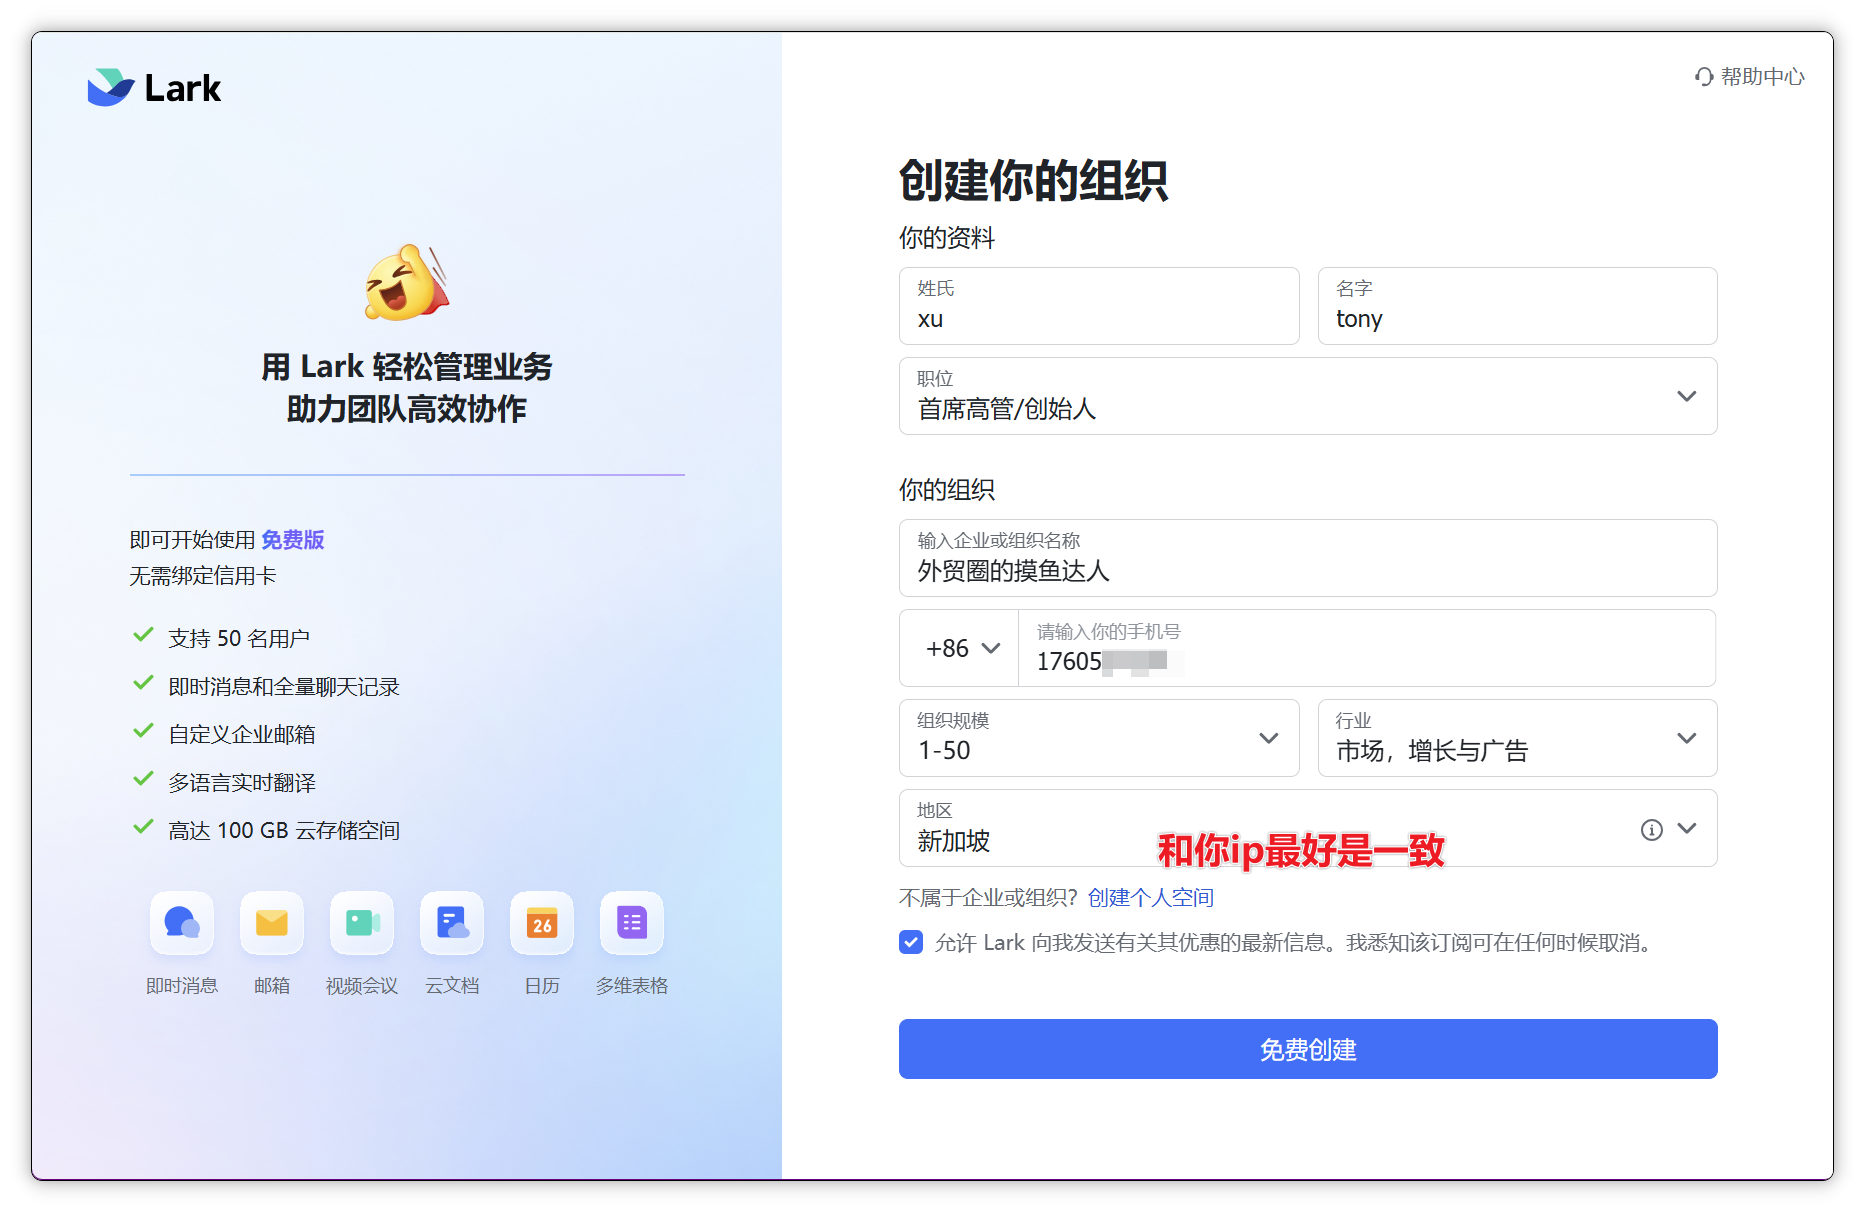 Lark
帮助中心
用 Lark 轻松管理业务
助力团队高效协作
即可开始使用 免费版
无需绑定信用卡
支持 50 名用户
即时消息和全量聊天记录
自定义企业邮箱
多语言实时翻译
高达 100 GB 云存储空间
26
即时消息 邮箱 视频会议 云文档 日历 多维表格
创建你的组织
你的资料
姓氏 名字
xu tony
职位
首席高管/创始人
你的组织
输入企业或组织名称
外贸圈的摸鱼达人
请输入你的手机号
+86 17605
组织规模 行业
1-50 市场，增长与广告
地区
新加坡
和你ip最好是一致
不属于企业或组织？创建个人空间
允许 Lark 向我发送有关其优惠的最新信息。我悉知该订阅可在任何时候取消。
免费创建